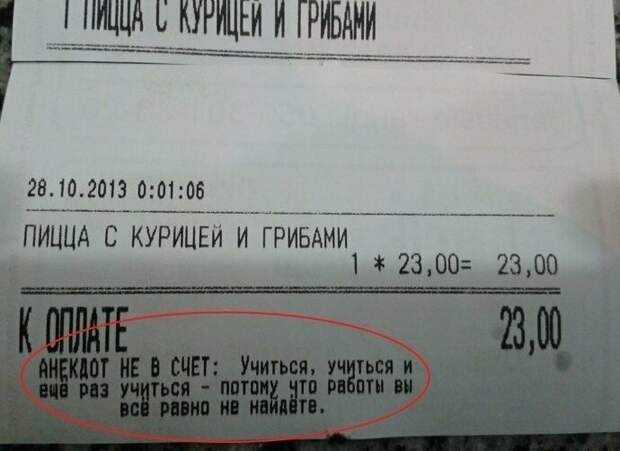 1 ПИЦЦА С КУРИЦЕЙ И ГРИБАМИ
28.10.2013 0:01:06
ПИЦЦА С КУРИЦЕЙ И ГРИБАМИ
1 * 23,00= 23,00
К ОПЛАТЕ 23,00
АНЕКДОТ НЕ В СЧЕТ: Учиться, учиться и
ещё раз учиться - потому что работы вы
всё равно не найдёте.